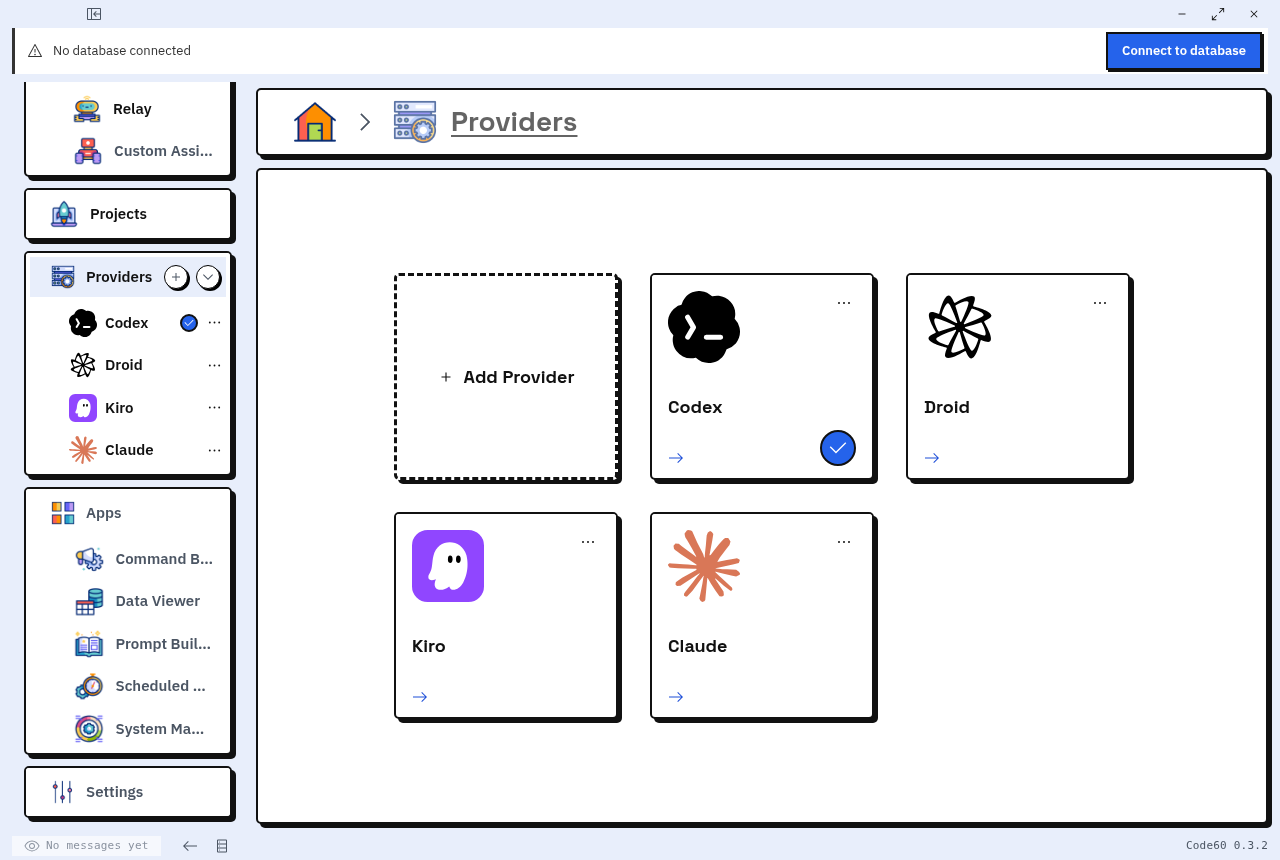 No database connected
Connect to database
Relay
Custom Assi...
Projects
Providers
Codex
Droid
Kiro
Claude
Apps
Command B...
Data Viewer
Prompt Buil...
Scheduled ...
System Ma...
Settings
Providers
Add Provider
Codex
Droid
Kiro
Claude
No messages yet
Code60 0.3.2